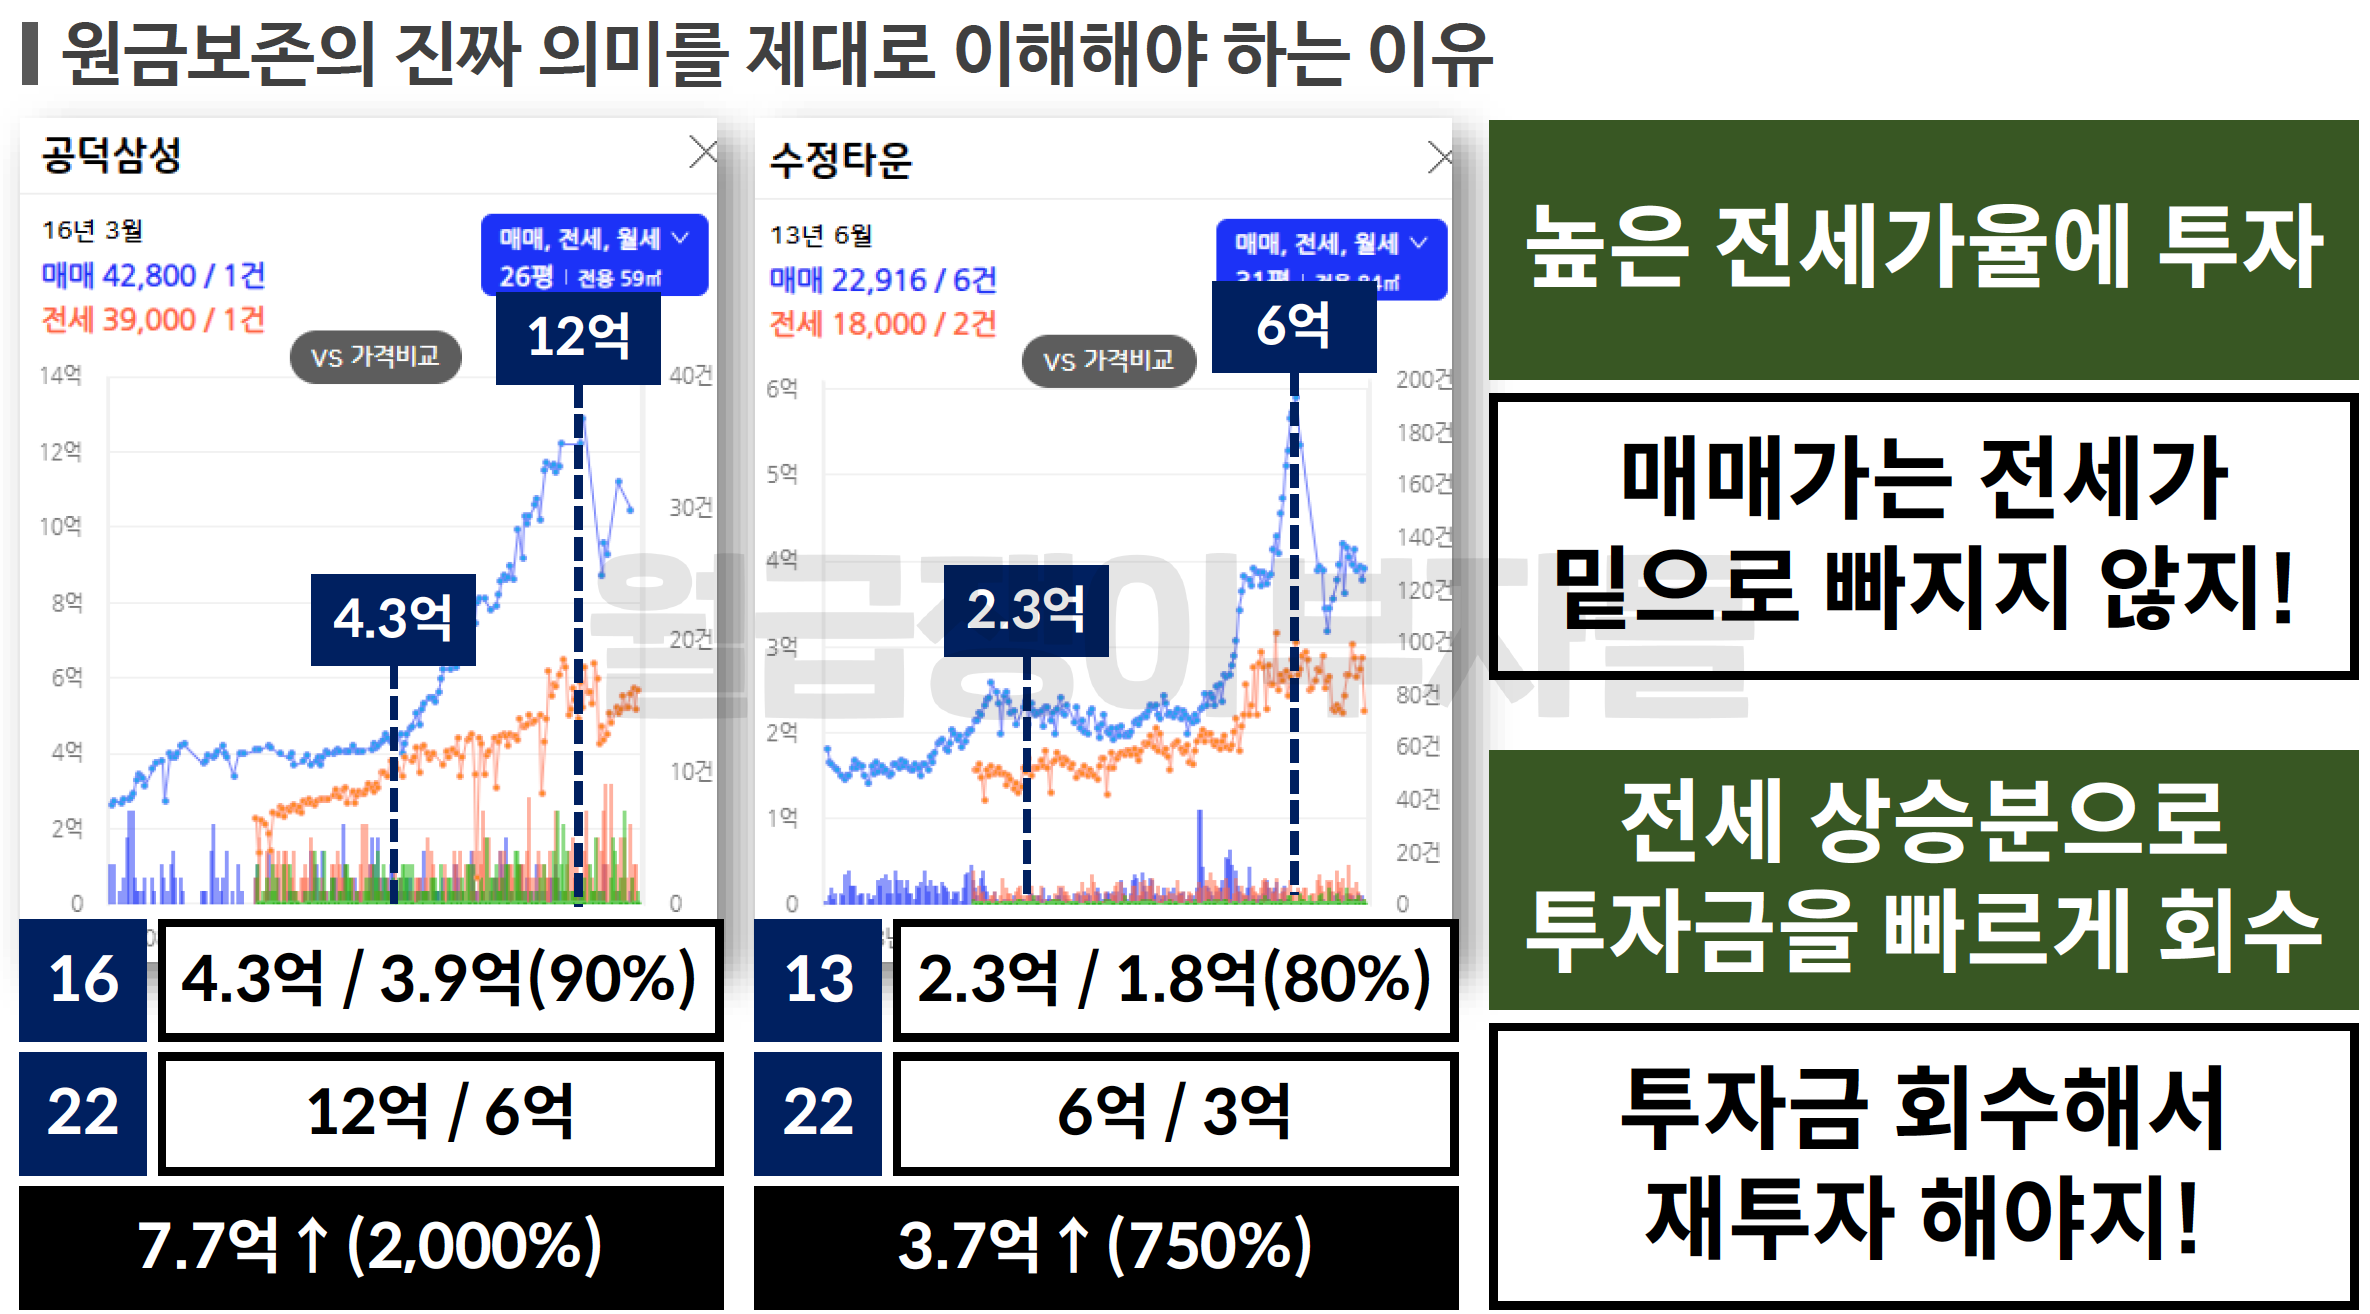 원금보존의 진짜 의미를 제대로 이해해야 하는 이유
공덕삼성
16년 3월
매매 42,800 / 1건
전세 39,000 / 1건
매매, 전세, 월세
26평 | 전용 59㎡
VS 가격비교
12억
4.3억
14억
12억
10억
8억
6억
4억
2억
0
40건
30건
20건
10건
0
16
4.3억 / 3.9억(90%)
22
12억 / 6억
7.7억 ↑ (2,000%)
수정타운
13년 6월
매매 22,916 / 6건
전세 18,000 / 2건
매매, 전세, 월세
31평 | 전용 84㎡
VS 가격비교
6억
2.3억
6억
5억
4억
3억
2억
1억
0
200건
180건
160건
140건
120건
100건
80건
60건
40건
20건
0
13
2.3억 / 1.8억(80%)
22
6억 / 3억
3.7억 ↑ (750%)
높은 전세가율에 투자
매매가는 전세가
밑으로 빠지지 않지!
전세 상승분으로
투자금을 빠르게 회수
투자금 회수해서
재투자 해야지!
월급쟁이부자들